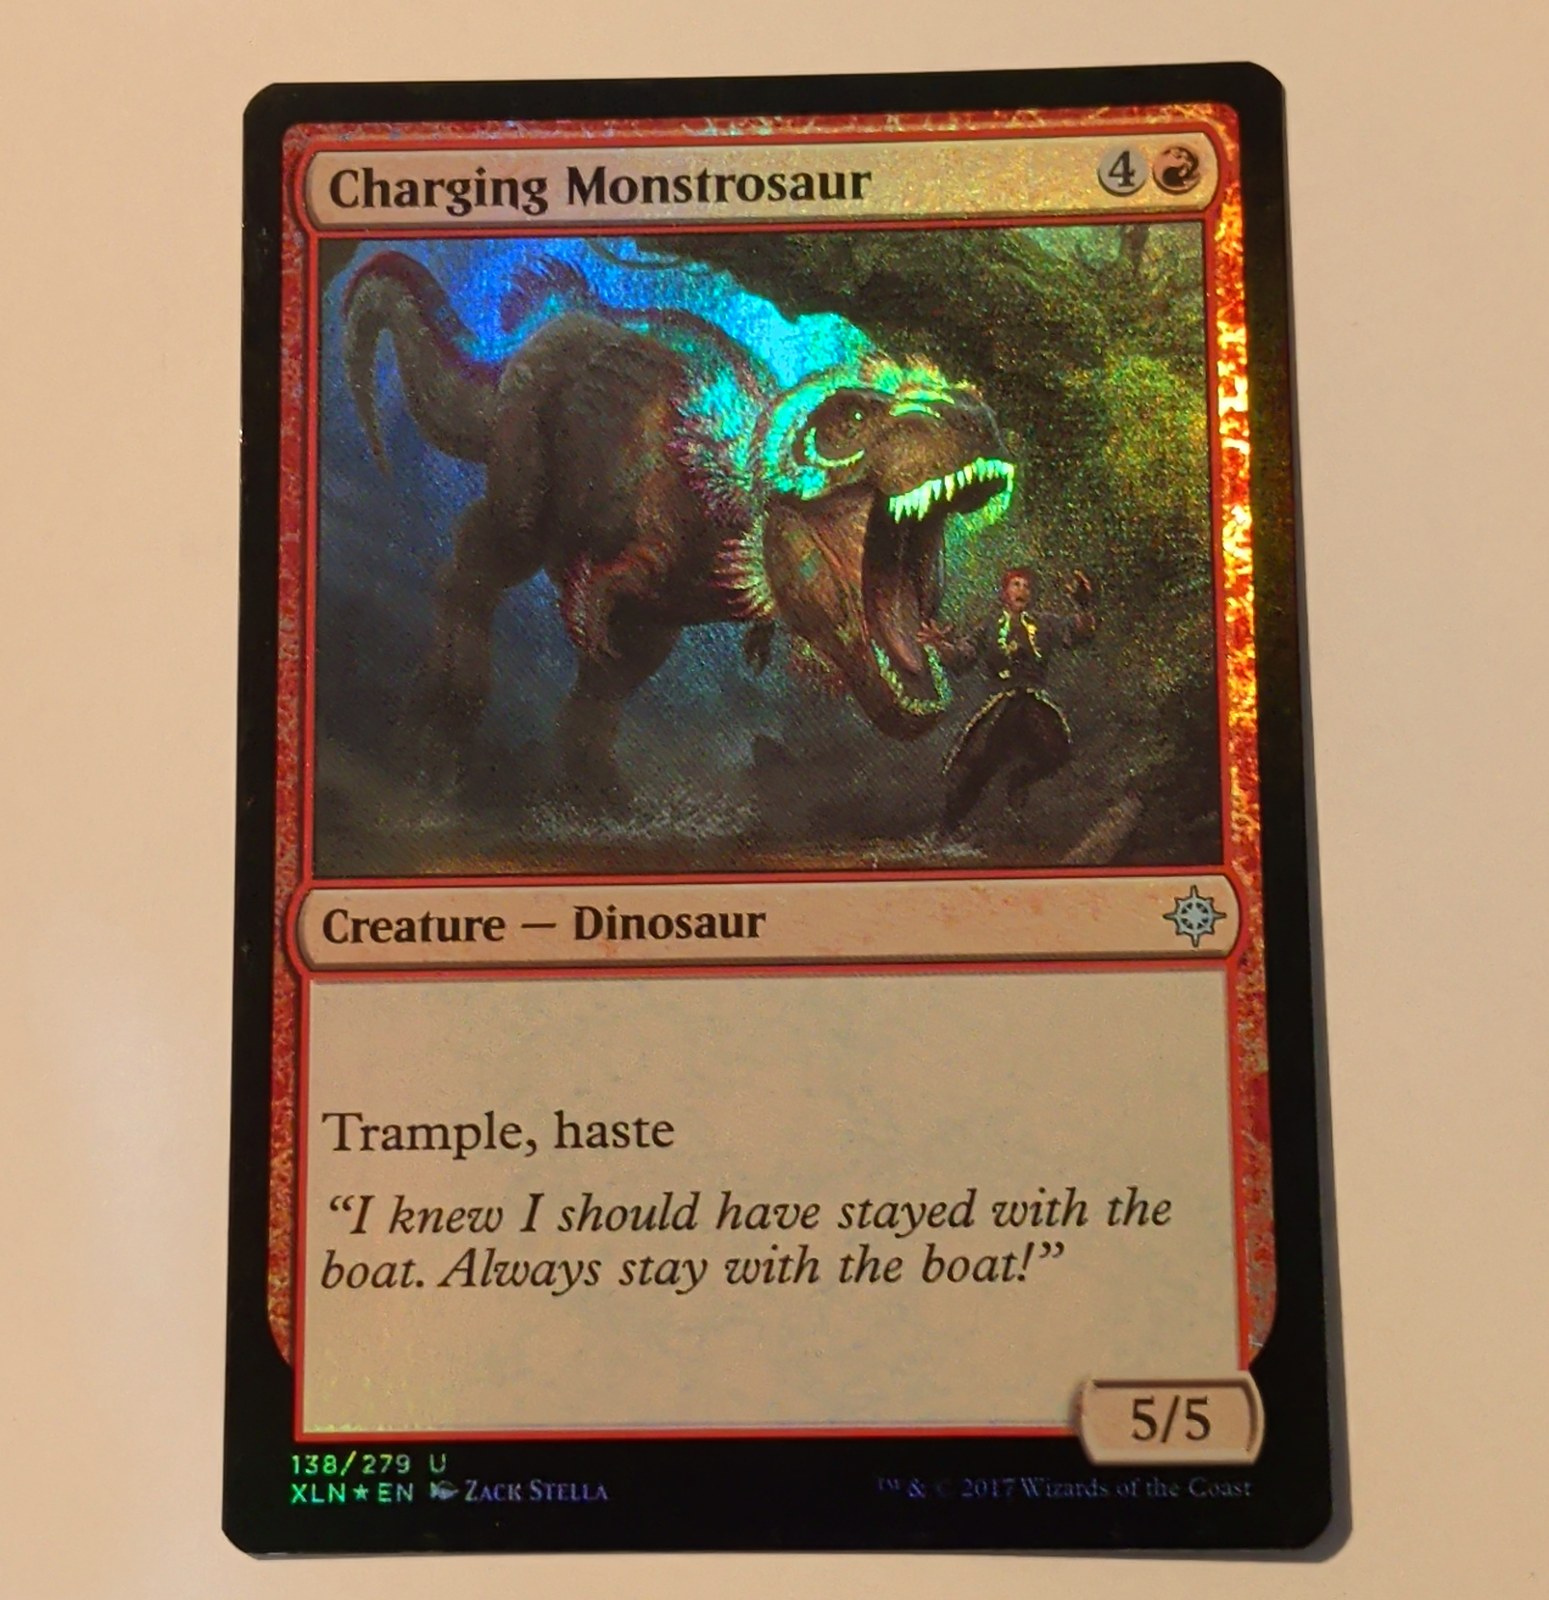 Charging Monstrosaur 4
Creature — Dinosaur
Trample, haste
“I knew I should have stayed with the
boat. Always stay with the boat!”
5/5
138/279 U
XLN★EN ZACK STELLA
™ & © 2017 Wizards of the Coast